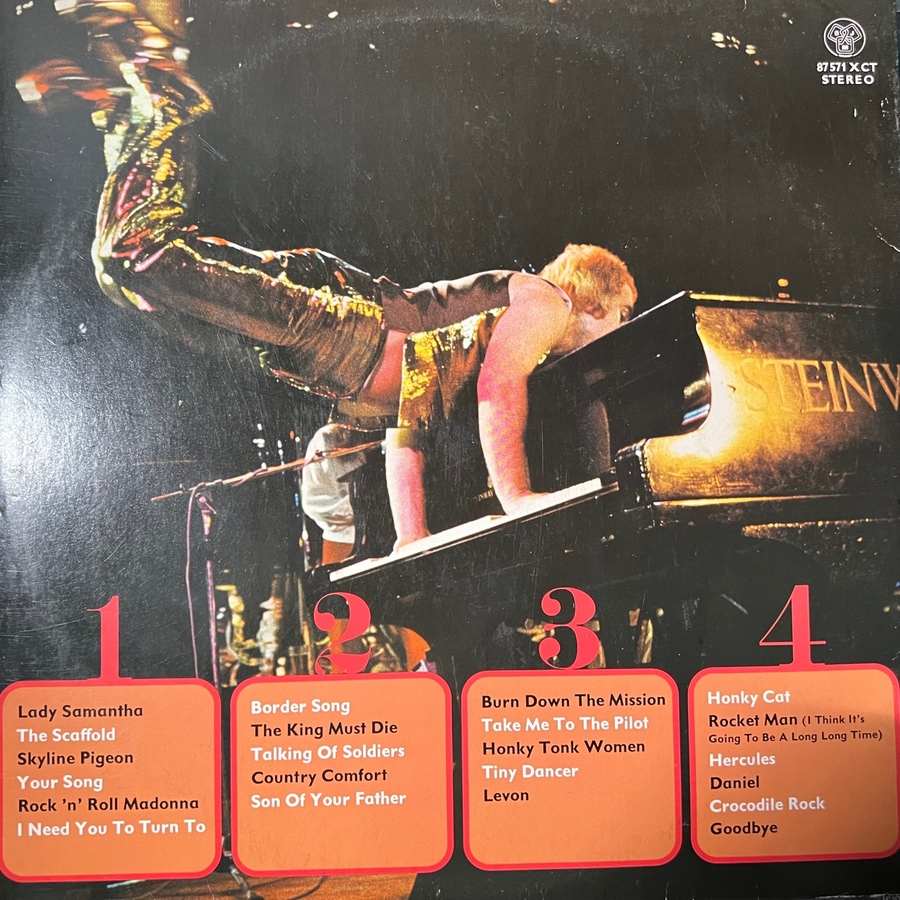 87571 XCT
STEREO
STEINW
1
Lady Samantha
The Scaffold
Skyline Pigeon
Your Song
Rock 'n' Roll Madonna
I Need You To Turn To
2
Border Song
The King Must Die
Talking Of Soldiers
Country Comfort
Son Of Your Father
3
Burn Down The Mission
Take Me To The Pilot
Honky Tonk Women
Tiny Dancer
Levon
4
Honky Cat
Rocket Man (I Think It's
Going To Be A Long Long Time)
Hercules
Daniel
Crocodile Rock
Goodbye